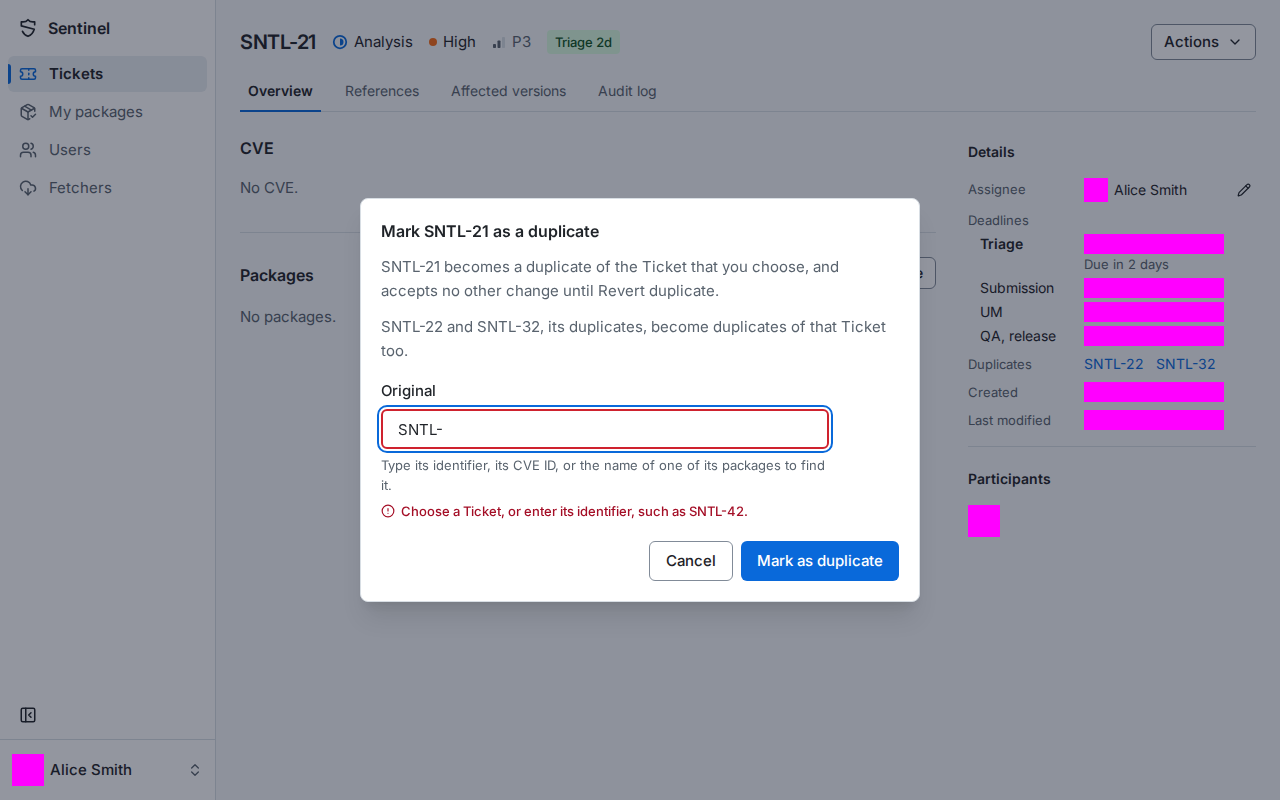 Sentinel
Tickets
My packages
Users
Fetchers
Alice Smith
SNTL-21
Analysis
High
P3
Triage 2d
Actions
Overview
References
Affected versions
Audit log
CVE
No CVE.
Packages
No packages.
Mark SNTL-21 as a duplicate
SNTL-21 becomes a duplicate of the Ticket that you choose, and
accepts no other change until Revert duplicate.
SNTL-22 and SNTL-32, its duplicates, become duplicates of that Ticket
too.
Original
SNTL-
Type its identifier, its CVE ID, or the name of one of its packages to find
it.
Choose a Ticket, or enter its identifier, such as SNTL-42.
Cancel
Mark as duplicate
Details
Assignee
Alice Smith
Deadlines
Triage
Due in 2 days
Submission
UM
QA, release
Duplicates
SNTL-22 SNTL-32
Created
Last modified
Participants